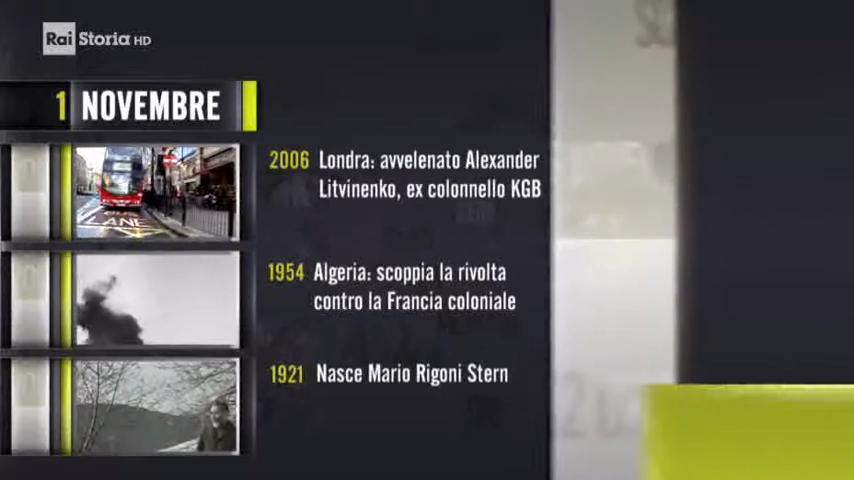 Rai Storia HD
1 NOVEMBRE
2006 Londra: avvelenato Alexander
Litvinenko, ex colonnello KGB
LANE
1954 Algeria: scoppia la rivolta
contro la Francia coloniale
1921 Nasce Mario Rigoni Stern